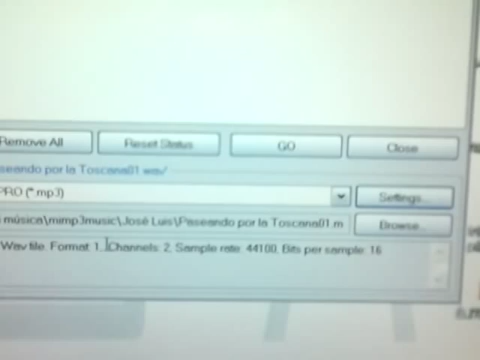 Remove All
Reset Status
GO
Close
seando por la Toscana01.wav'
PRO (*.mp3)
Settings...
música\mimp3music\José Luis\Paseando por la Toscana01.m
Browse...
Wav file. Format: 1, Channels: 2, Sample rate: 44100, Bits per sample: 16